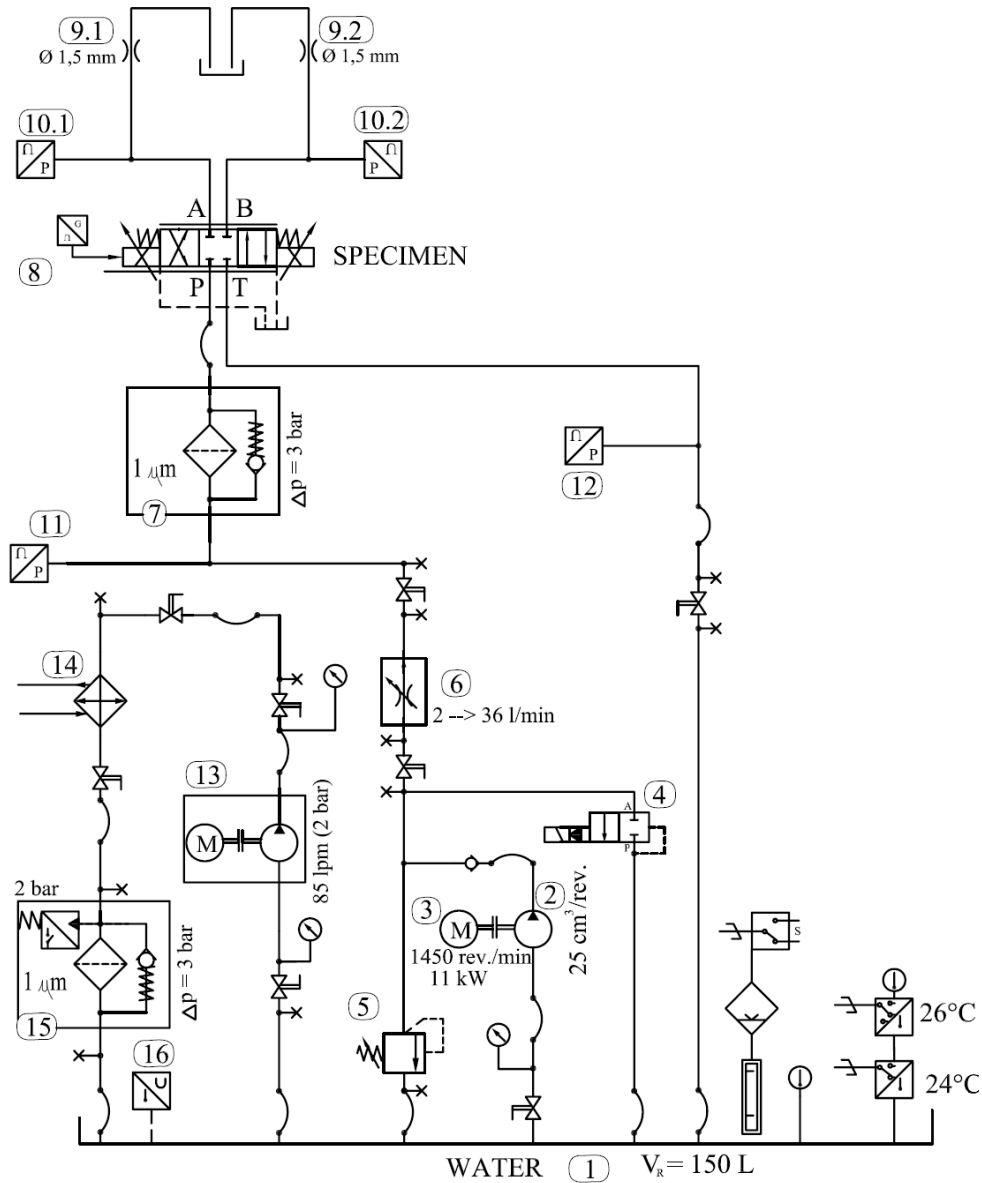 9.1
9.2
Ø 1,5 mm
Ø 1,5 mm
10.1
10.2
∩
P
∩
P
A B
G
∩
SPECIMEN
8
P T
1 μm
Δp = 3 bar
7
∩
P
12
11
∩
P
14
6
2 --> 36 l/min
13
4
A
P
M
85 lpm (2 bar)
2 bar
3
2
M
1450 rev./min
11 kW
25 cm³/rev.
S
1 μm
Δp = 3 bar
5
15
16
26°C
24°C
WATER 1 VR = 150 L